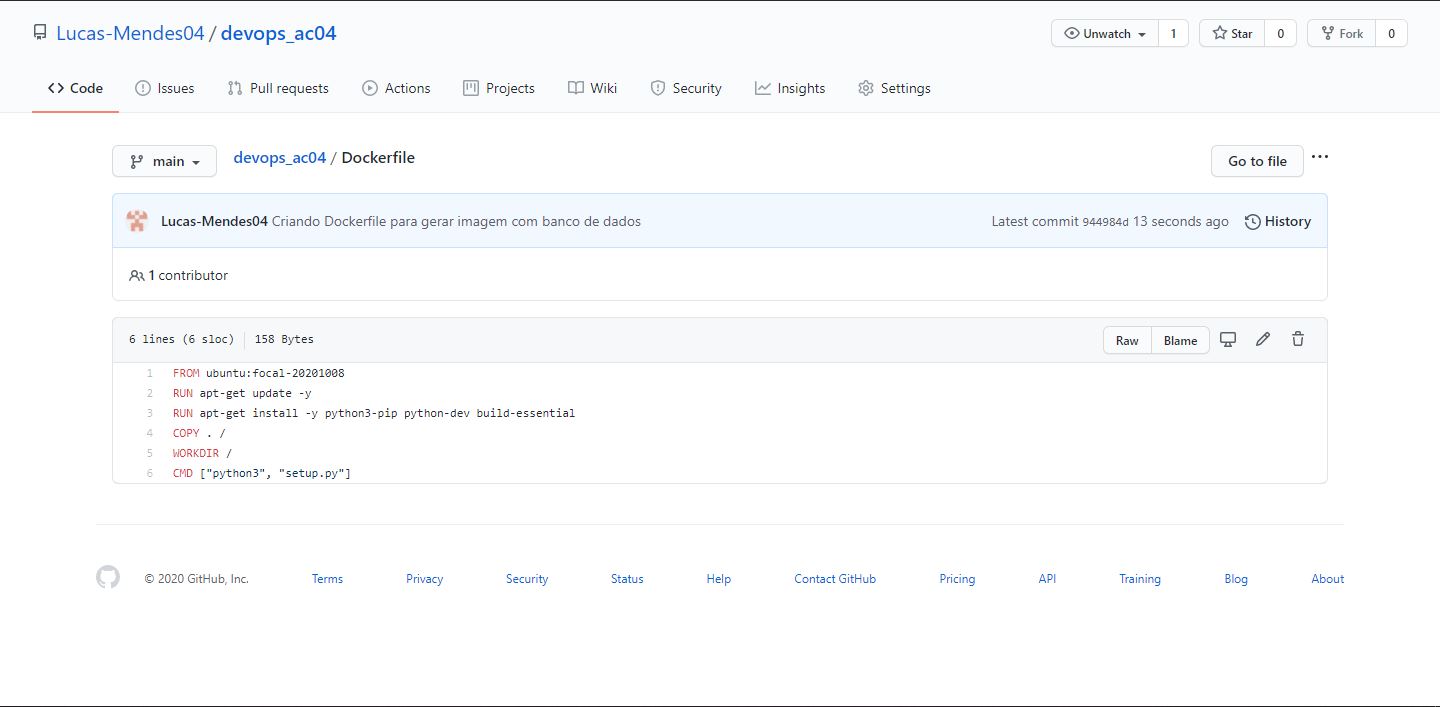 Lucas-Mendes04 / devops_ac04
Unwatch 1 Star 0 Fork 0
Code Issues Pull requests Actions Projects Wiki Security Insights Settings
main devops_ac04 / Dockerfile Go to file ...
Lucas-Mendes04 Criando Dockerfile para gerar imagem com banco de dados Latest commit 944984d 13 seconds ago History
1 contributor
6 lines (6 sloc) 158 Bytes Raw Blame
1 FROM ubuntu:focal-20201008
2 RUN apt-get update -y
3 RUN apt-get install -y python3-pip python-dev build-essential
4 COPY . /
5 WORKDIR /
6 CMD ["python3", "setup.py"]
© 2020 GitHub, Inc. Terms Privacy Security Status Help Contact GitHub Pricing API Training Blog About